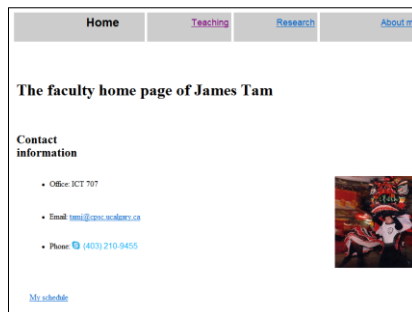 Home Teaching Research About m
The faculty home page of James Tam
Contact
information
• Office: ICT 707
• Email: tamj@cpsc.ucalgary.ca
• Phone: (403) 210-9455
My schedule